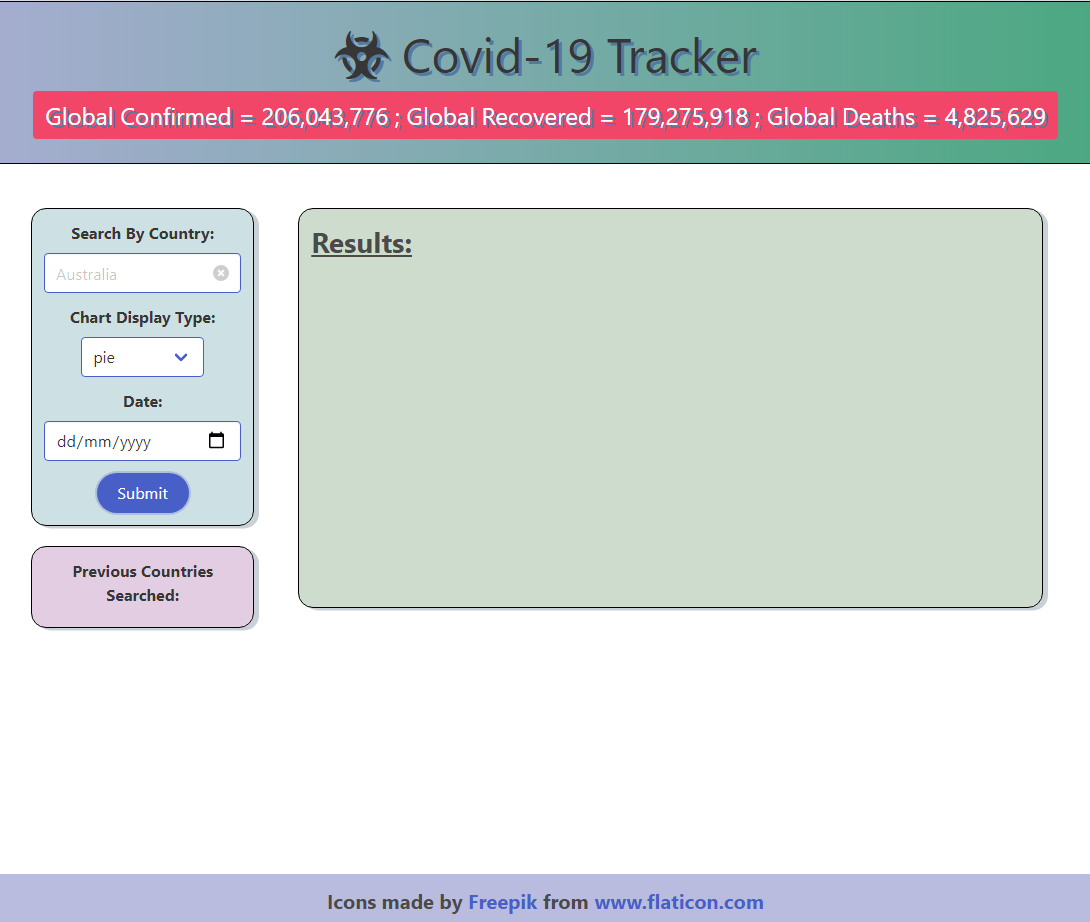 Covid-19 Tracker
Global Confirmed = 206,043,776 ; Global Recovered = 179,275,918 ; Global Deaths = 4,825,629
Search By Country:
Australia
Chart Display Type:
pie
Date:
dd/mm/yyyy
Submit
Previous Countries
Searched:
Results:
Icons made by Freepik from www.flaticon.com